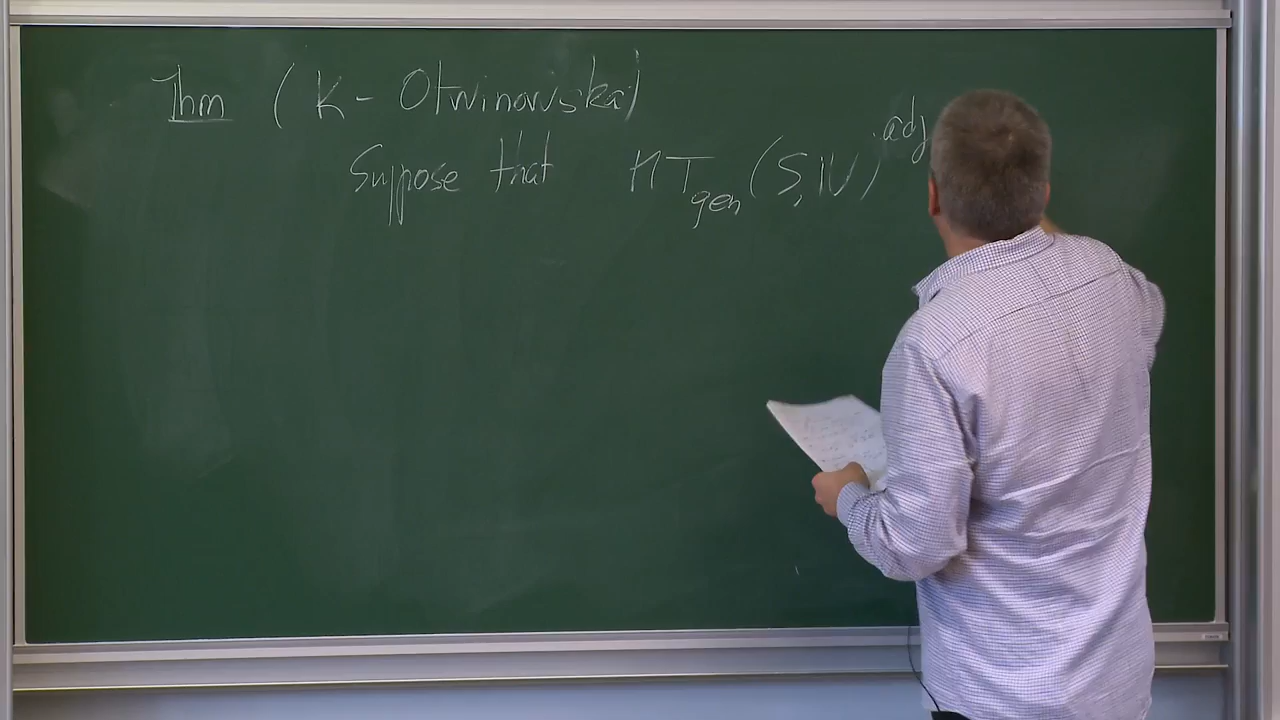 Thm (K - Otwinowska)
Suppose that MT_gen (S, 𝕍)^adj